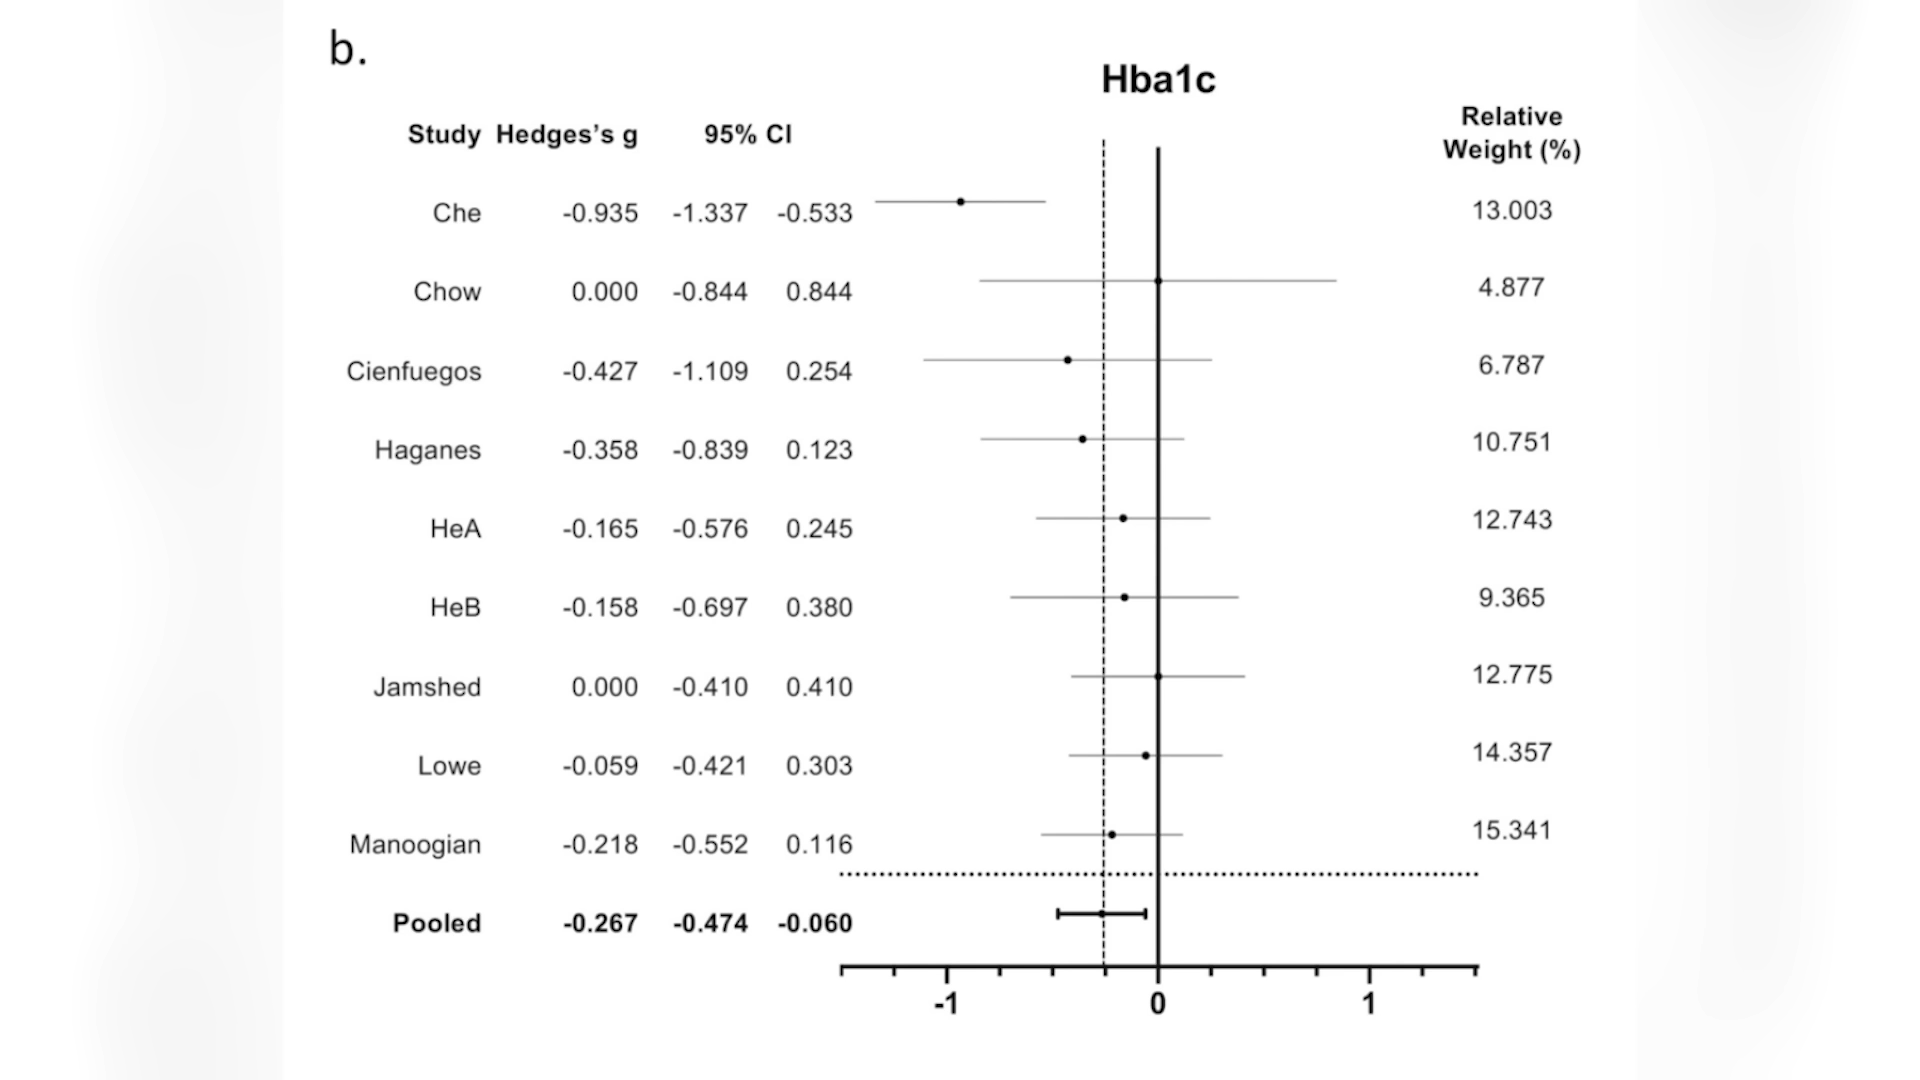 b.
Hba1c
Study Hedges's g 95% CI Relative Weight (%)
Che -0.935 -1.337 -0.533 13.003
Chow 0.000 -0.844 0.844 4.877
Cienfuegos -0.427 -1.109 0.254 6.787
Haganes -0.358 -0.839 0.123 10.751
HeA -0.165 -0.576 0.245 12.743
HeB -0.158 -0.697 0.380 9.365
Jamshed 0.000 -0.410 0.410 12.775
Lowe -0.059 -0.421 0.303 14.357
Manoogian -0.218 -0.552 0.116 15.341
Pooled -0.267 -0.474 -0.060
-1 0 1